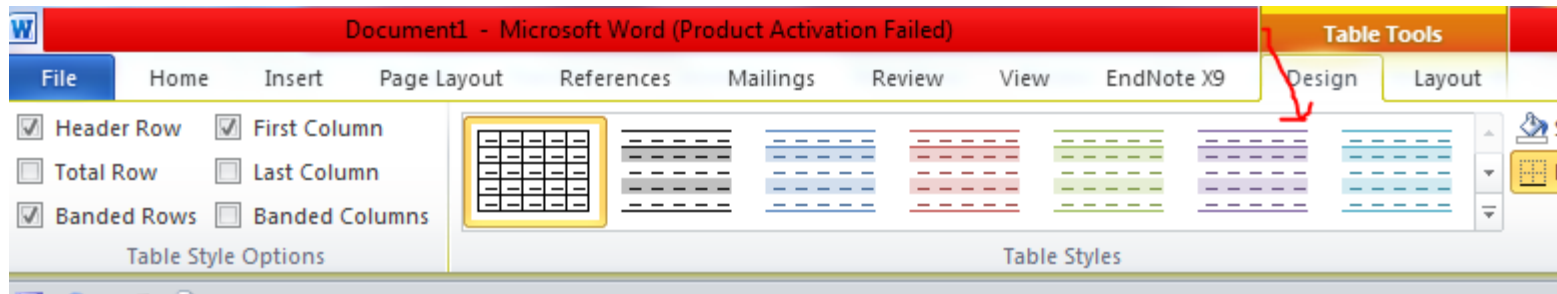 W
Document1 - Microsoft Word (Product Activation Failed)
Table Tools
File Home Insert Page Layout References Mailings Review View EndNote X9 Design Layout
Header Row First Column
Total Row Last Column
Banded Rows Banded Columns
Table Style Options
Table Styles